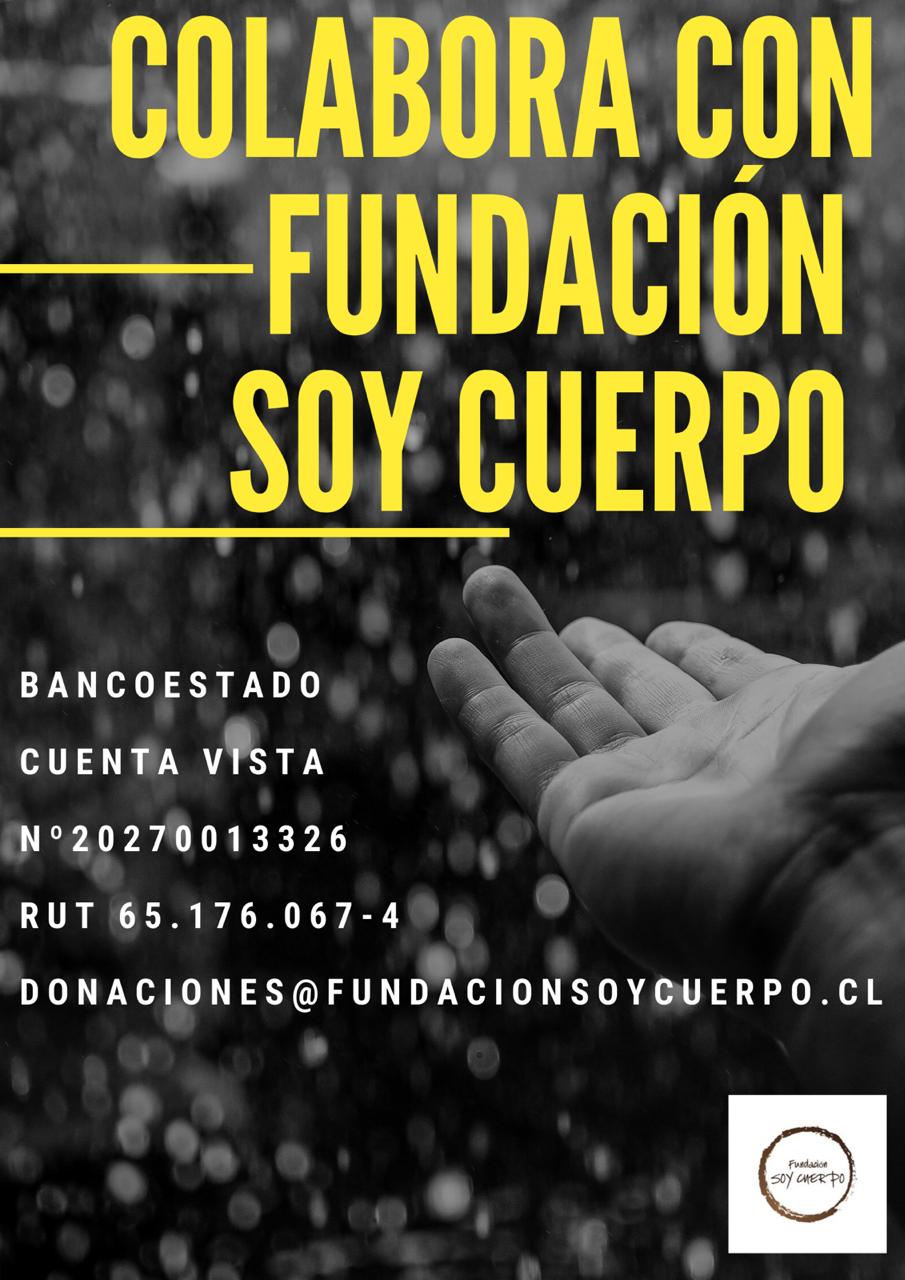 COLABORA CON
FUNDACIÓN
SOY CUERPO
BANCOESTADO
CUENTA VISTA
Nº20270013326
RUT 65.176.067-4
DONACIONES@FUNDACIONSOYCUERPO.CL
Fundacion
SOY CUERPO